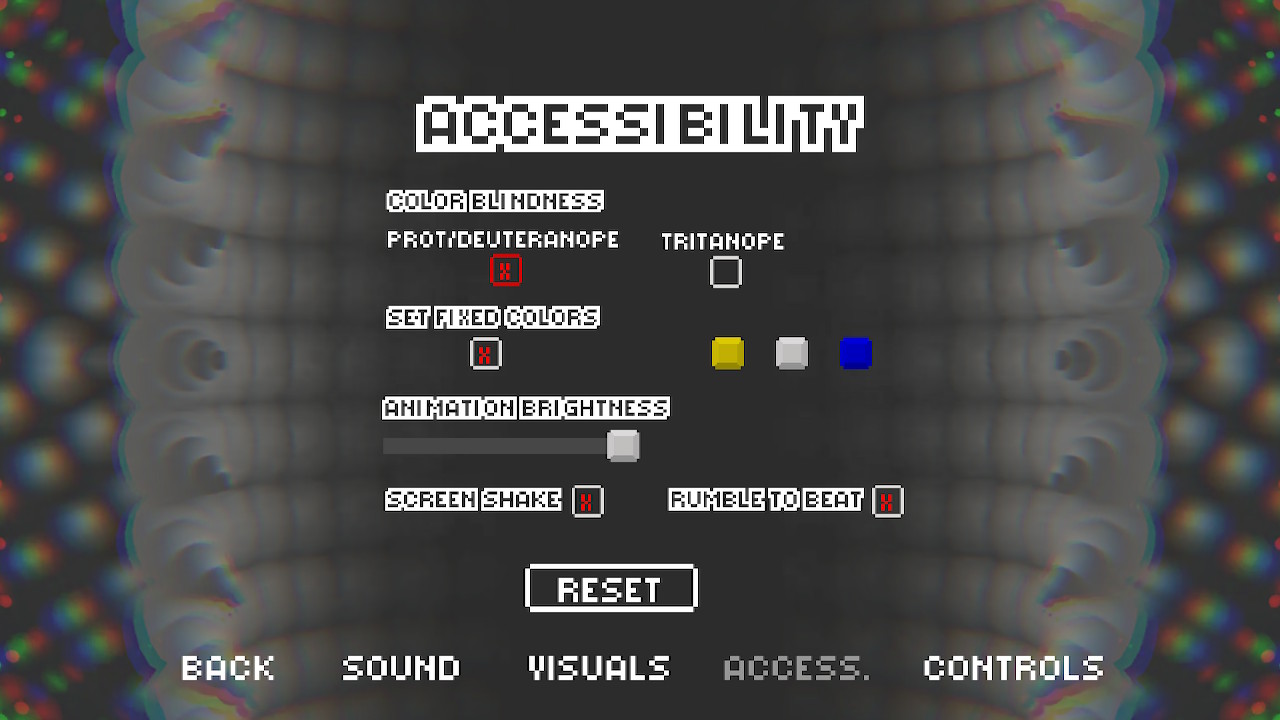 ACCESSIBILITY
COLOR BLINDNESS
PROT/DEUTERANOPE TRITANOPE
X
SET FIXED COLORS
X
ANIMATION BRIGHTNESS
SCREEN SHAKE X RUMBLE TO BEAT X
RESET
BACK SOUND VISUALS ACCESS. CONTROLS